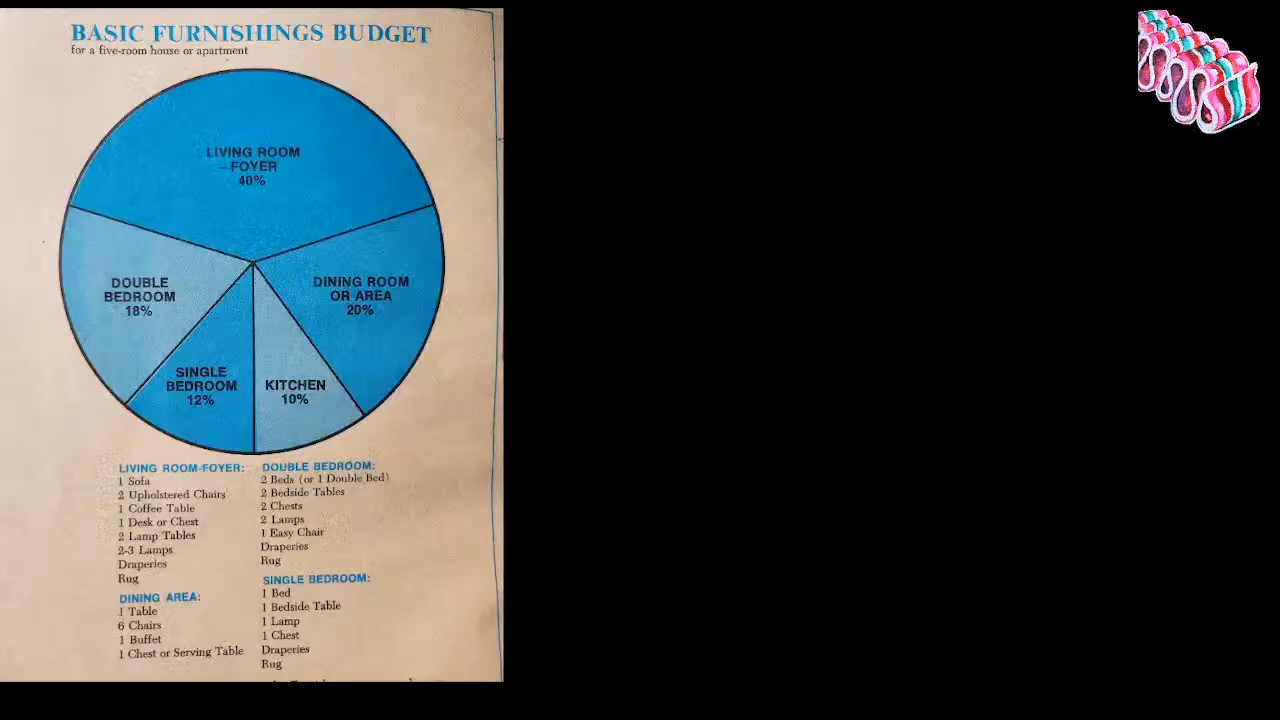 BASIC FURNISHINGS BUDGET
for a five-room house or apartment
LIVING ROOM
–FOYER
40%
DOUBLE
BEDROOM
18%
DINING ROOM
OR AREA
20%
SINGLE
BEDROOM
12%
KITCHEN
10%
LIVING ROOM-FOYER:
1 Sofa
2 Upholstered Chairs
1 Coffee Table
1 Desk or Chest
2 Lamp Tables
2-3 Lamps
Draperies
Rug
DINING AREA:
1 Table
6 Chairs
1 Buffet
1 Chest or Serving Table
DOUBLE BEDROOM:
2 Beds (or 1 Double Bed)
2 Bedside Tables
2 Chests
2 Lamps
1 Easy Chair
Draperies
Rug
SINGLE BEDROOM:
1 Bed
1 Bedside Table
1 Lamp
1 Chest
Draperies
Rug